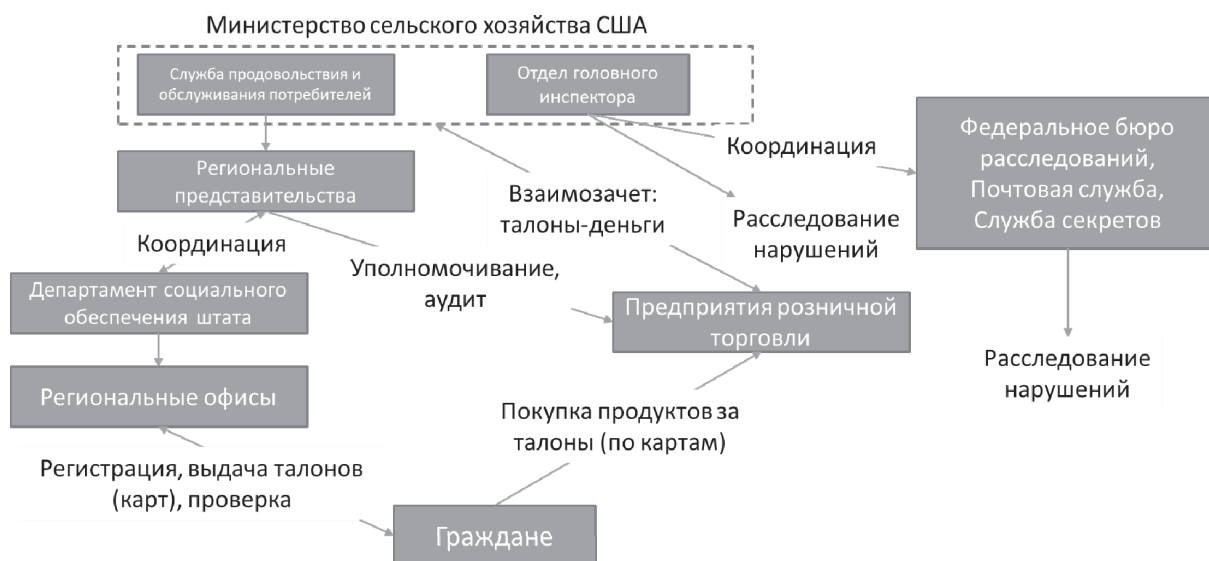 Министерство сельского хозяйства США
Служба продовольствия и
обслуживания потребителей
Отдел головного
инспектора
Координация
Федеральное бюро
расследований,
Почтовая служба,
Служба секретов
Региональные
представительства
Взаимозачет:
талоны-деньги
Расследование
нарушений
Координация
Уполномочивание,
аудит
Департамент социального
обеспечения штата
Предприятия розничной
торговли
Расследование
нарушений
Региональные офисы
Покупка продуктов за
талоны (по картам)
Регистрация, выдача талонов
(карт), проверка
Граждане